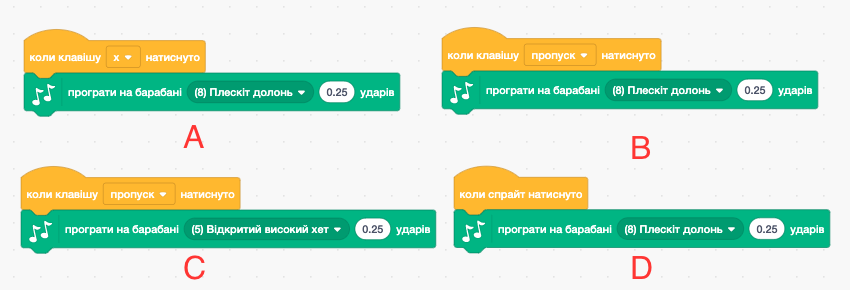 коли клавішу х натиснуто
програти на барабані (8) Плескіт долонь 0.25 ударів
A
коли клавішу пропуск натиснуто
програти на барабані (8) Плескіт долонь 0.25 ударів
B
коли клавішу пропуск натиснуто
програти на барабані (5) Відкритий високий хет 0.25 ударів
C
коли спрайт натиснуто
програти на барабані (8) Плескіт долонь 0.25 ударів
D